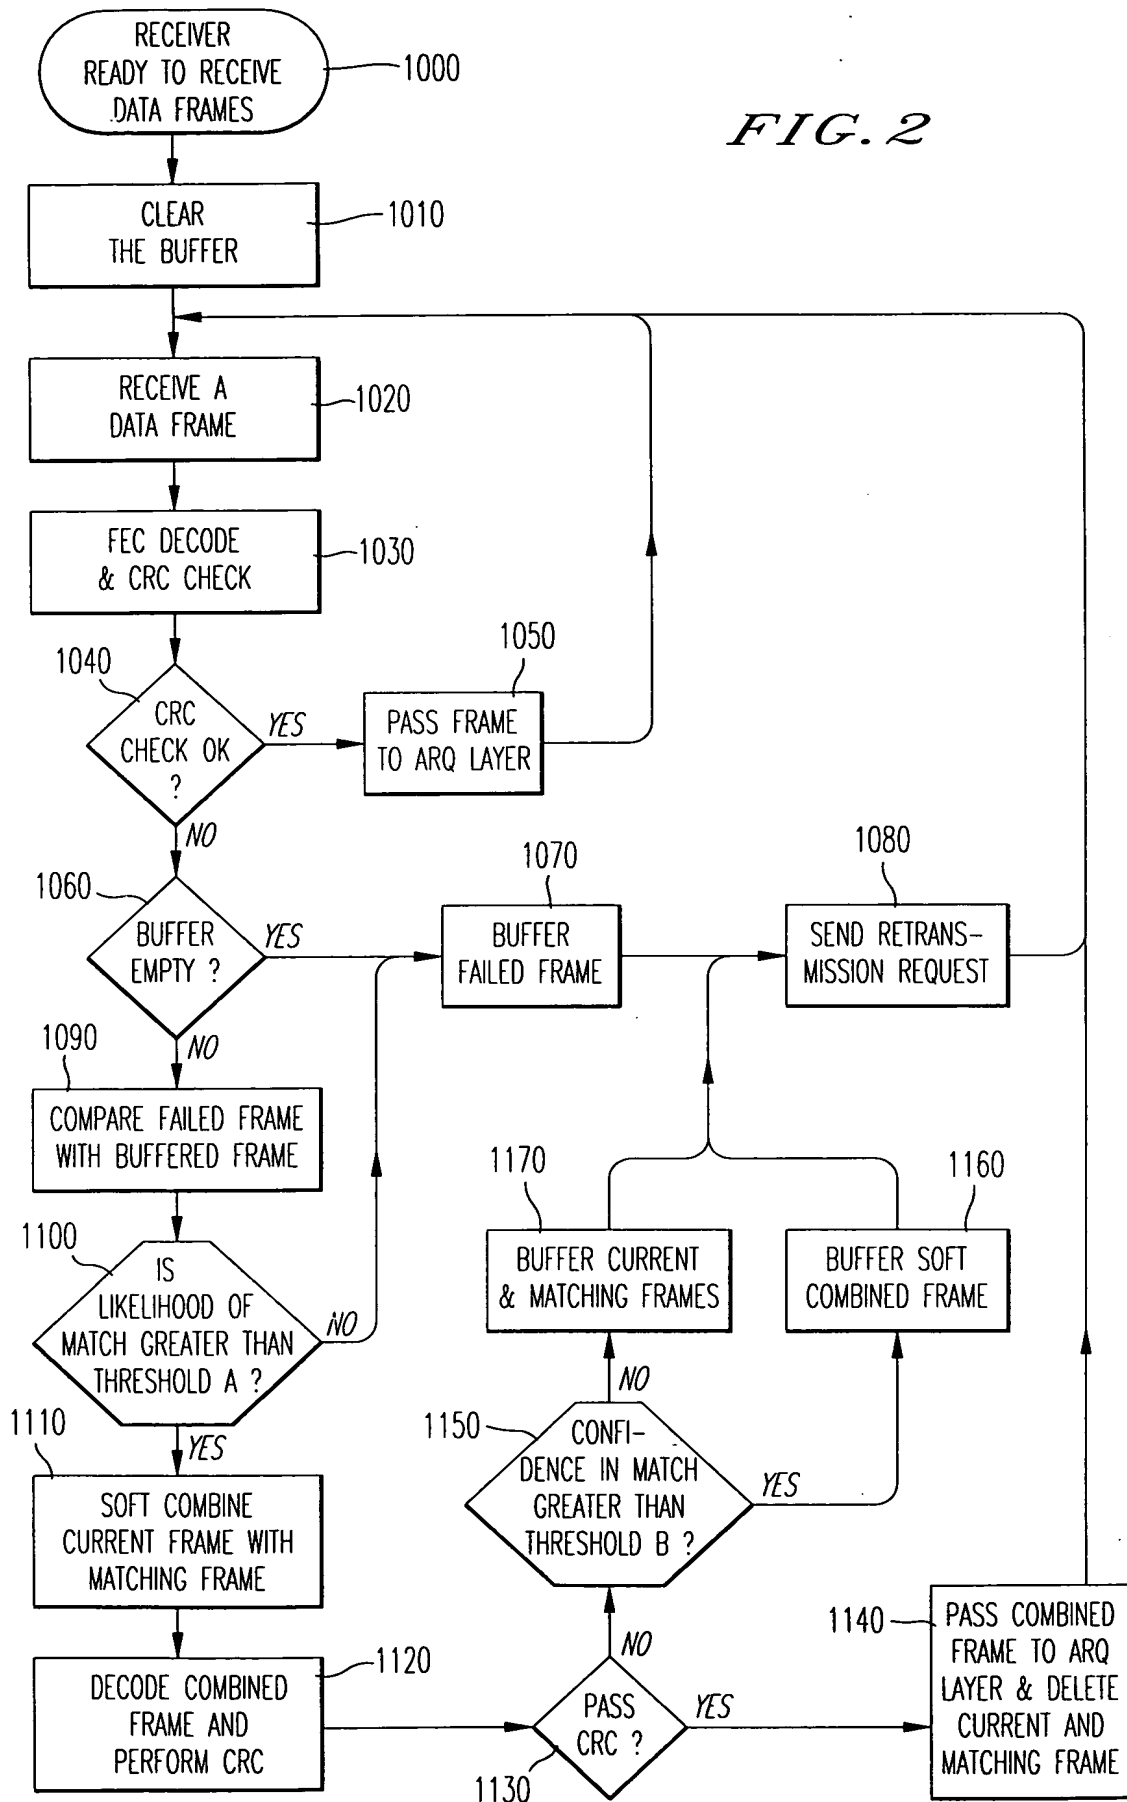 RECEIVER
READY TO RECEIVE
DATA FRAMES
1000
FIG. 2
CLEAR
THE BUFFER
1010
RECEIVE A
DATA FRAME
1020
FEC DECODE
& CRC CHECK
1030
1040
CRC
CHECK OK
?
YES
NO
1050
PASS FRAME
TO ARQ LAYER
1060
BUFFER
EMPTY ?
YES
NO
1070
BUFFER
FAILED FRAME
1080
SEND RETRANS-
MISSION REQUEST
1090
COMPARE FAILED FRAME
WITH BUFFERED FRAME
1100
IS
LIKELIHOOD OF
MATCH GREATER THAN
THRESHOLD A ?
NO
YES
1170
BUFFER CURRENT
& MATCHING FRAMES
1160
BUFFER SOFT
COMBINED FRAME
NO
1150
CONFI-
DENCE IN MATCH
GREATER THAN
THRESHOLD B ?
YES
1110
SOFT COMBINE
CURRENT FRAME WITH
MATCHING FRAME
1120
DECODE COMBINED
FRAME AND
PERFORM CRC
NO
PASS
CRC ?
1130
YES
1140
PASS COMBINED
FRAME TO ARQ
LAYER & DELETE
CURRENT AND
MATCHING FRAME